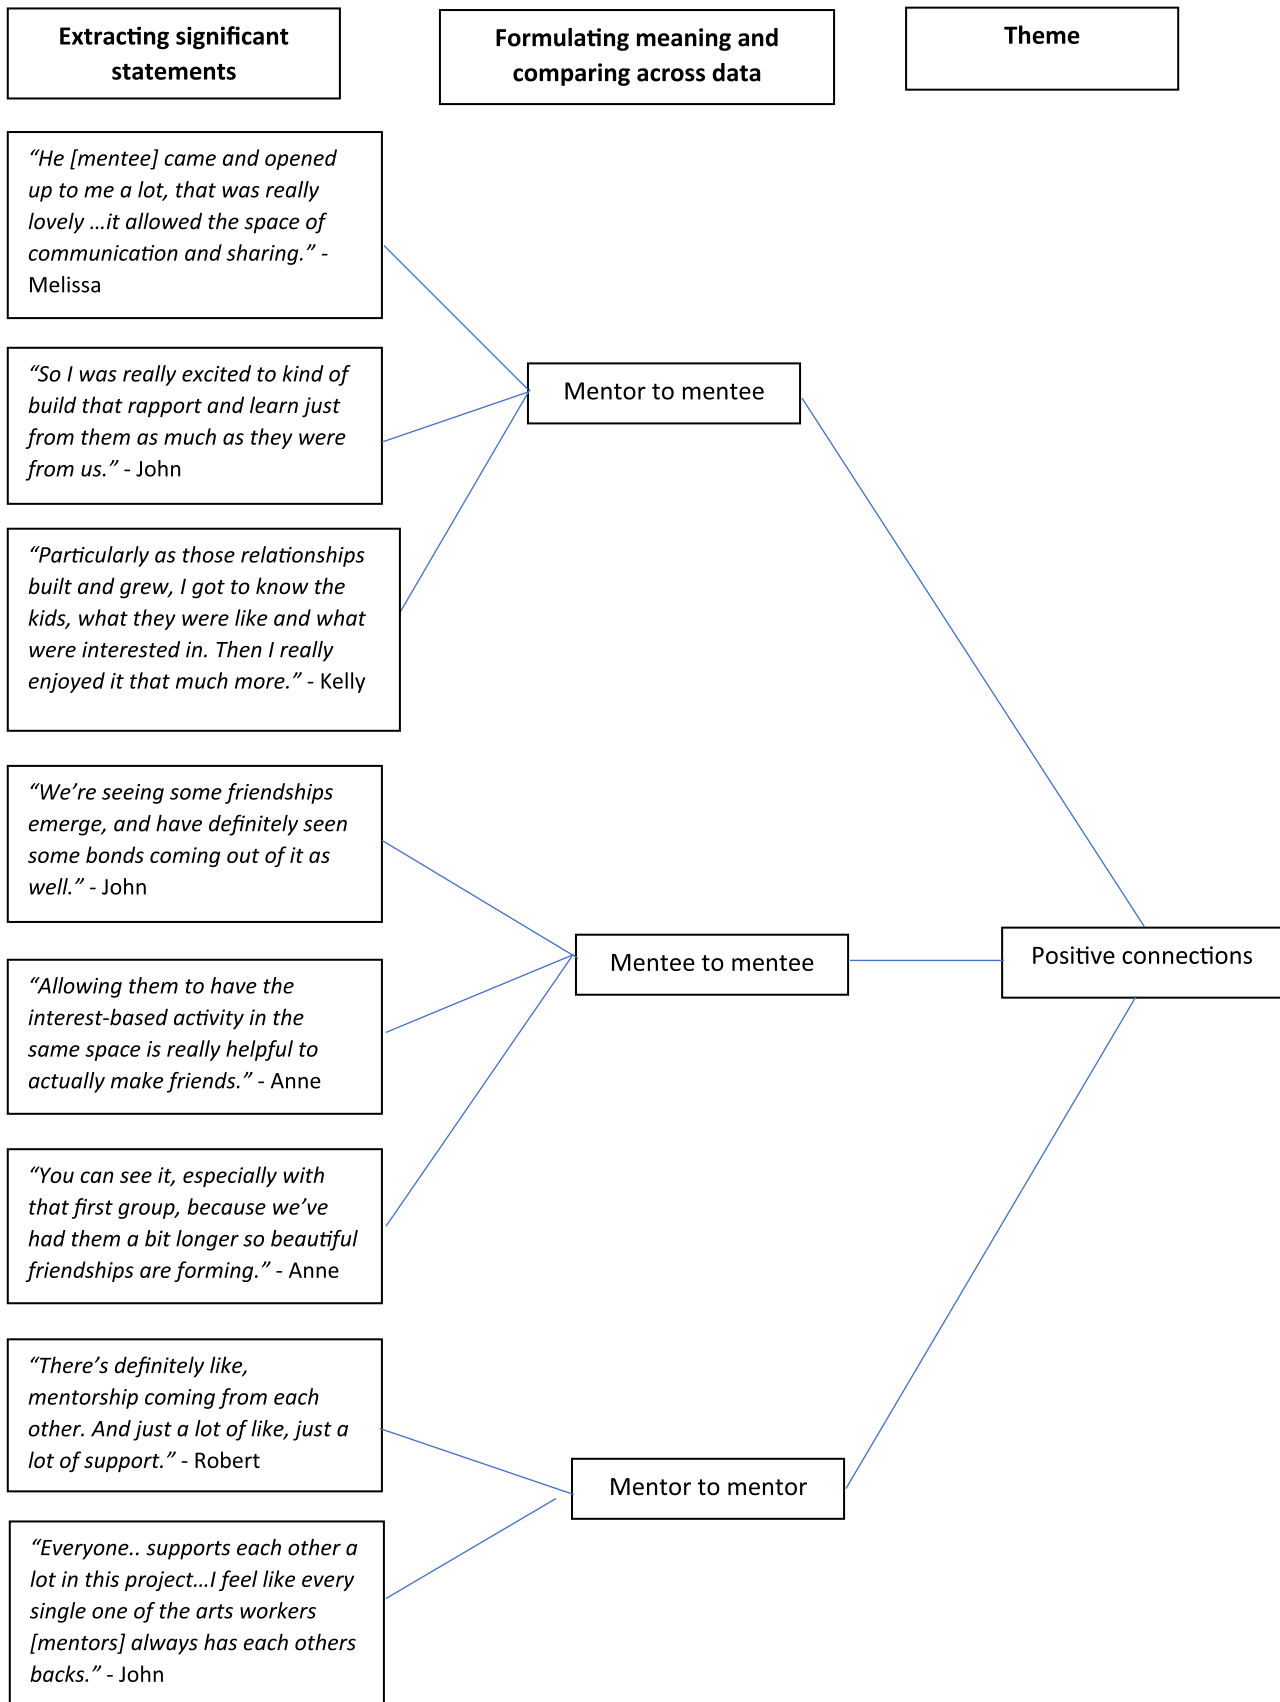 Extracting significant
statements
Formulating meaning and
comparing across data
Theme
“He [mentee] came and opened
up to me a lot, that was really
lovely …it allowed the space of
communication and sharing.” -
Melissa
“So I was really excited to kind of
build that rapport and learn just
from them as much as they were
from us.” - John
“Particularly as those relationships
built and grew, I got to know the
kids, what they were like and what
were interested in. Then I really
enjoyed it that much more.” - Kelly
Mentor to mentee
“We’re seeing some friendships
emerge, and have definitely seen
some bonds coming out of it as
well.” - John
“Allowing them to have the
interest-based activity in the
same space is really helpful to
actually make friends.” - Anne
“You can see it, especially with
that first group, because we’ve
had them a bit longer so beautiful
friendships are forming.” - Anne
Mentee to mentee
Positive connections
“There’s definitely like,
mentorship coming from each
other. And just a lot of like, just a
lot of support.” - Robert
“Everyone.. supports each other a
lot in this project…I feel like every
single one of the arts workers
[mentors] always has each others
backs.” - John
Mentor to mentor